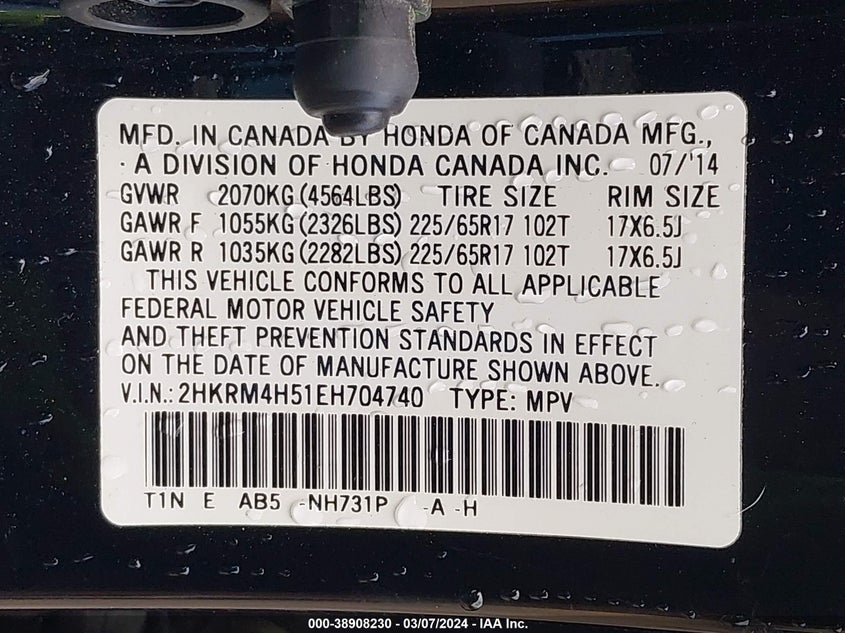 MFD. IN CANADA BY HONDA OF CANADA MFG.,
A DIVISION OF HONDA CANADA INC. 07/'14
GVWR 2070KG (4564LBS) TIRE SIZE RIM SIZE
GAWR F 1055KG (2326LBS) 225/65R17 102T 17X6.5J
GAWR R 1035KG (2282LBS) 225/65R17 102T 17X6.5J
THIS VEHICLE CONFORMS TO ALL APPLICABLE
FEDERAL MOTOR VEHICLE SAFETY
AND THEFT PREVENTION STANDARDS IN EFFECT
ON THE DATE OF MANUFACTURE SHOWN ABOVE.
V.I.N.: 2HKRM4H51EH704740 TYPE: MPV
T1N E AB5 -NH731P -A -H
000-38908230 - 03/07/2024 - IAA Inc.